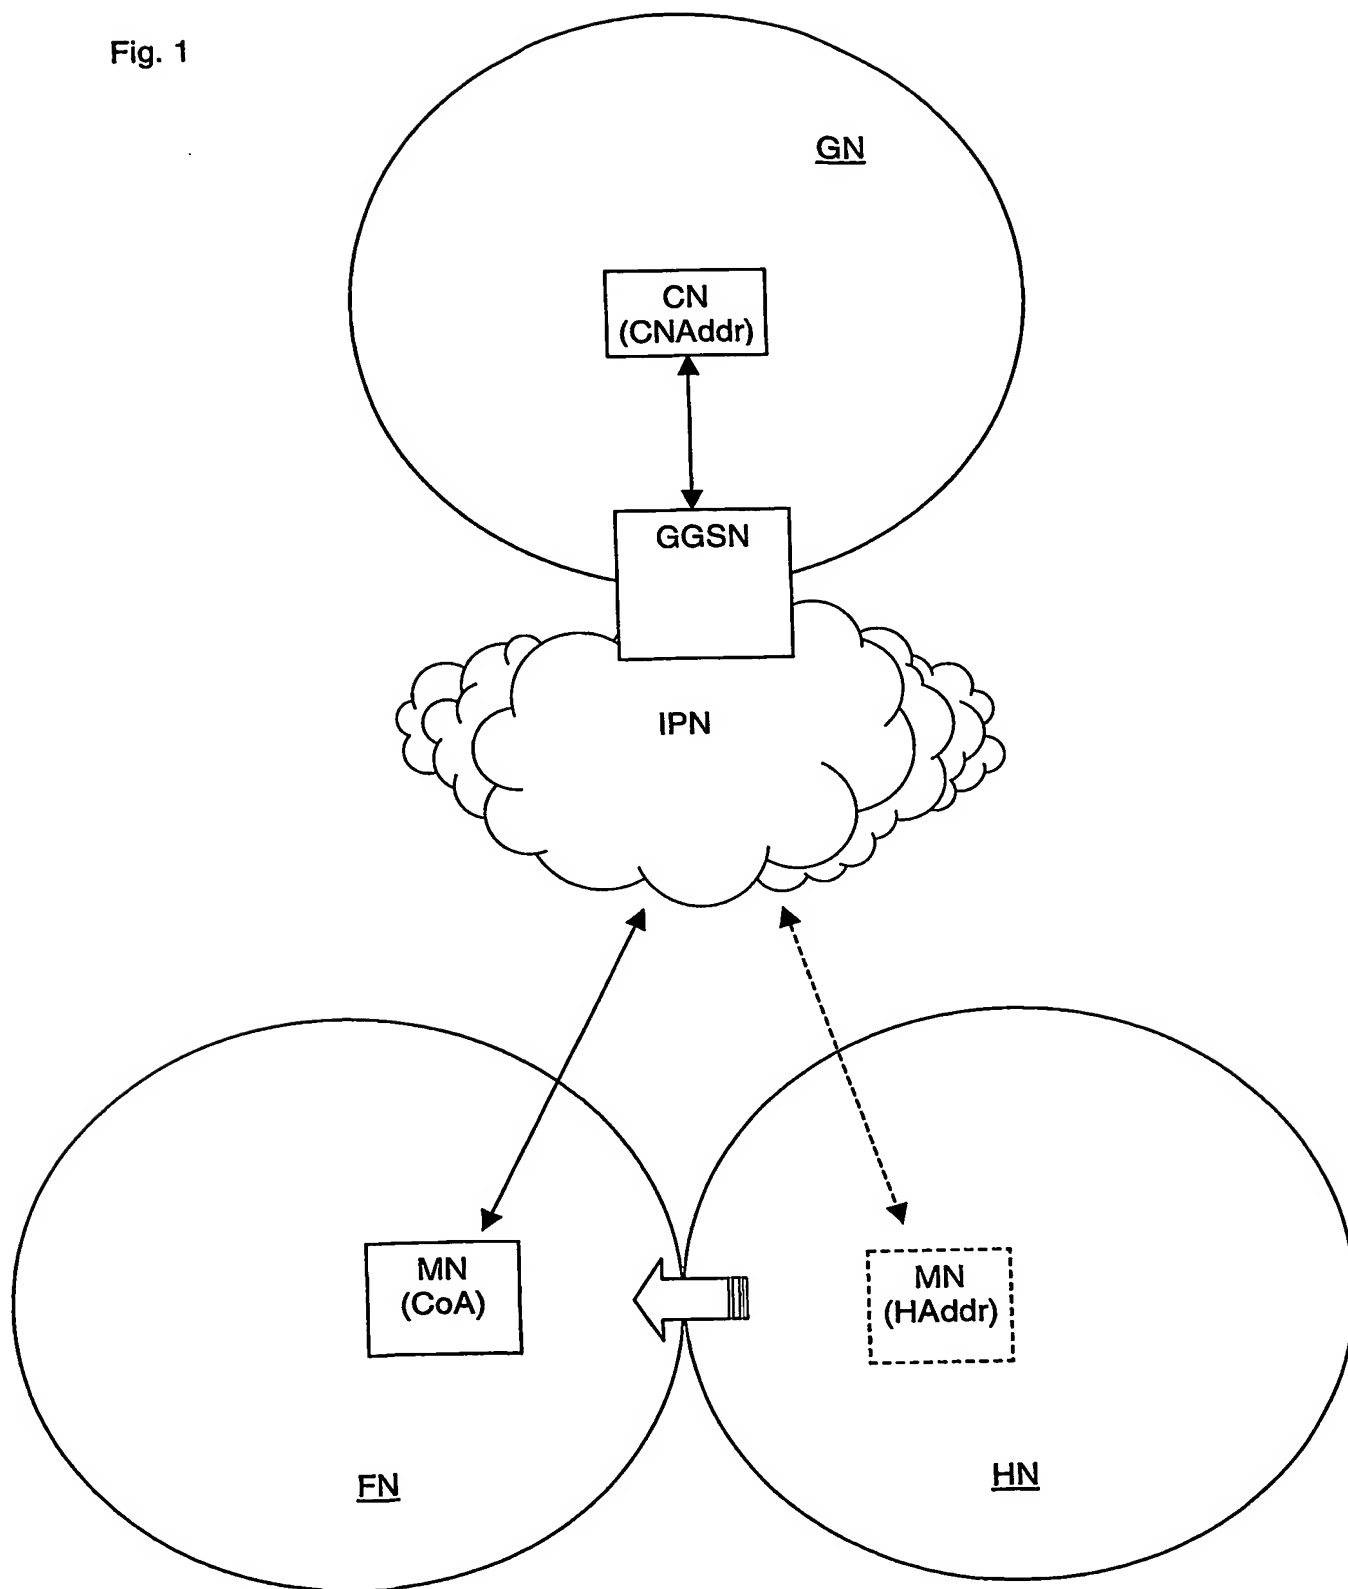 Fig. 1
GN
CN
(CNAddr)
GGSN
IPN
MN
(CoA)
MN
(HAddr)
FN
HN